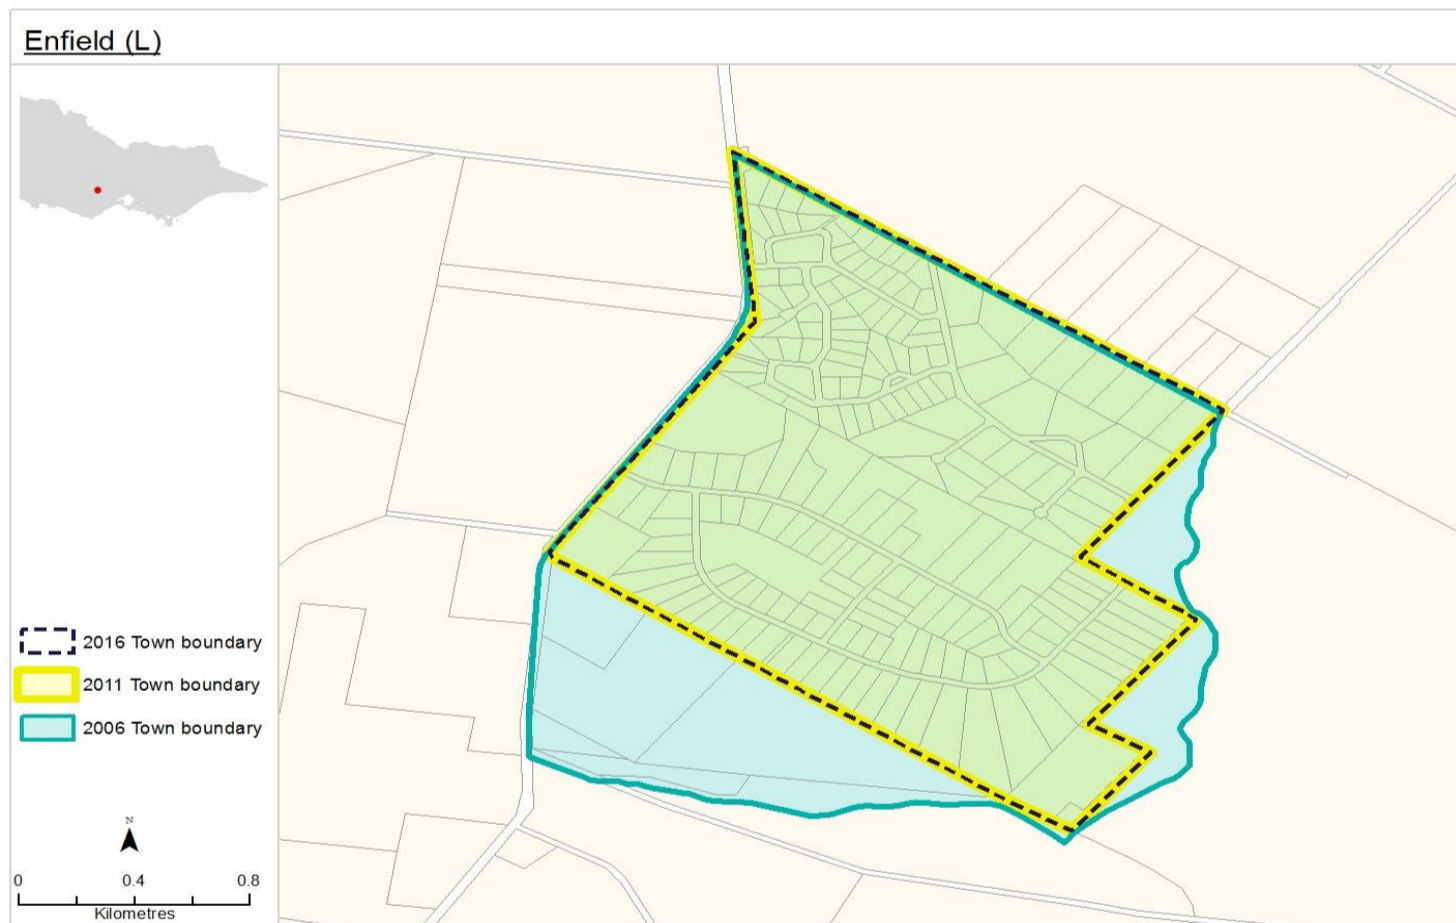 Enfield (L)
2016 Town boundary
2011 Town boundary
2006 Town boundary
N
0 0.4 0.8
Kilometres